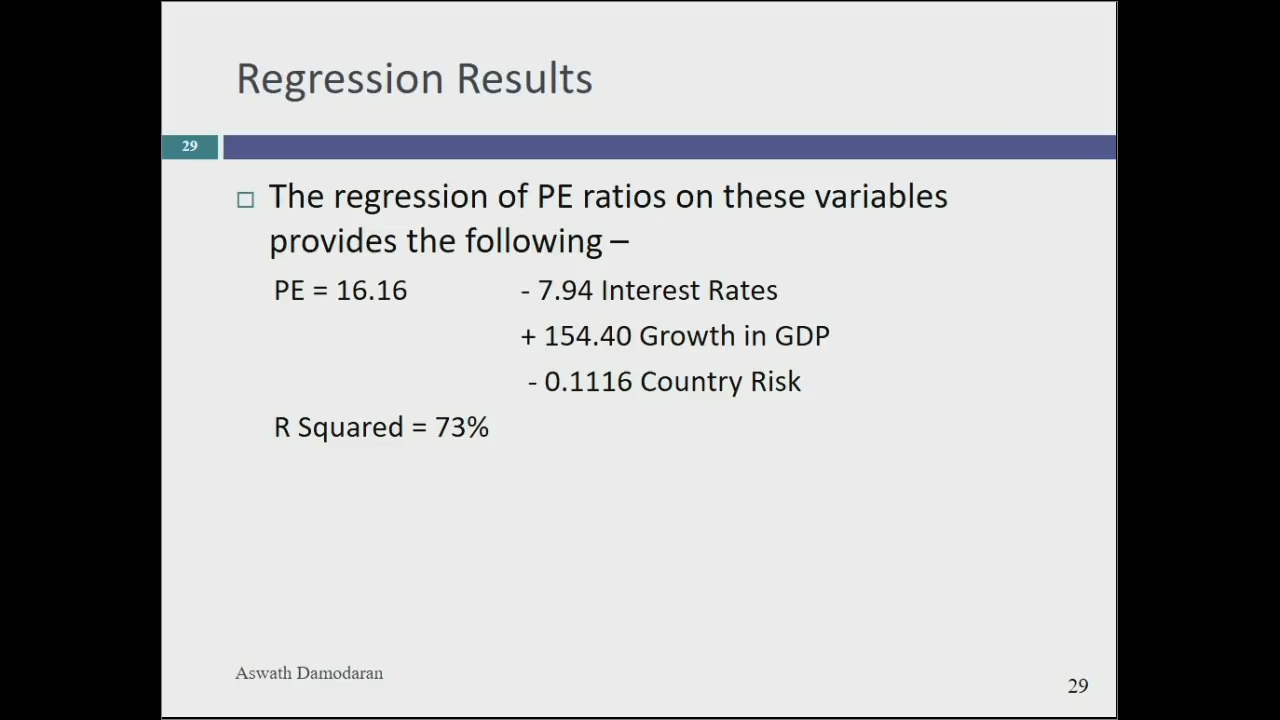 Regression Results
29
The regression of PE ratios on these variables
provides the following –
PE = 16.16 - 7.94 Interest Rates
+ 154.40 Growth in GDP
- 0.1116 Country Risk
R Squared = 73%
Aswath Damodaran
29